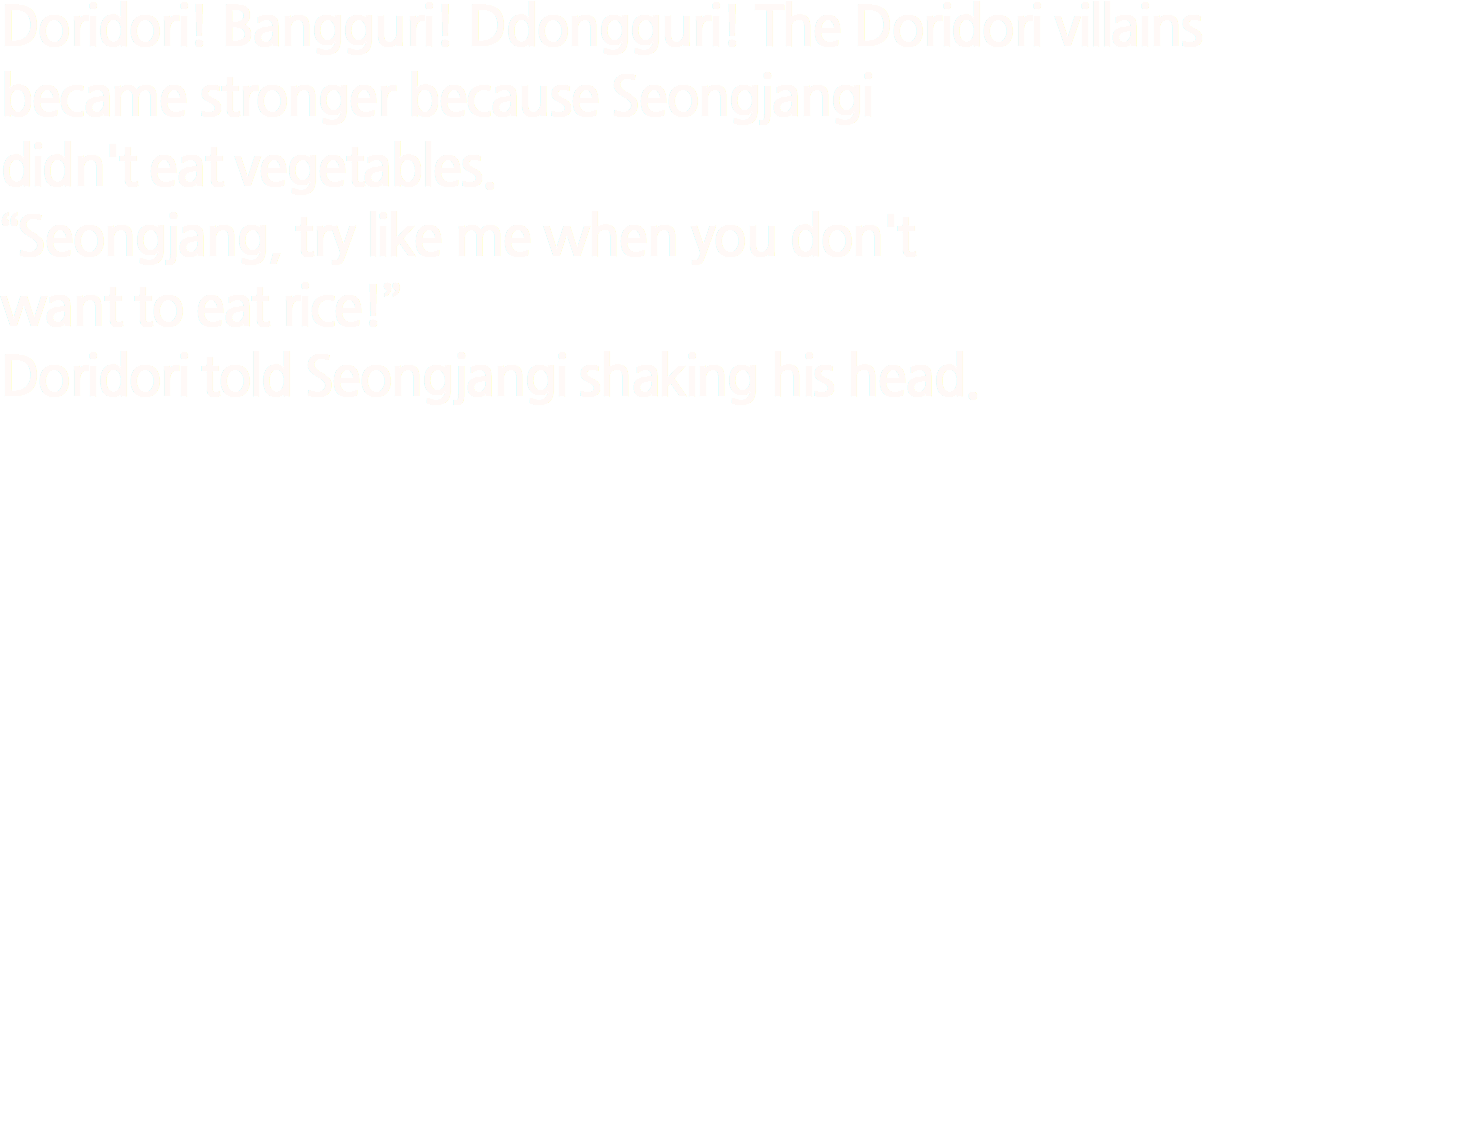 Doridori! Bangguri! Ddongguri! The Doridori villains
became stronger because Seongjangi
didn't eat vegetables.
“Seongjang, try like me when you don't
want to eat rice!”
Doridori told Seongjangi shaking his head.